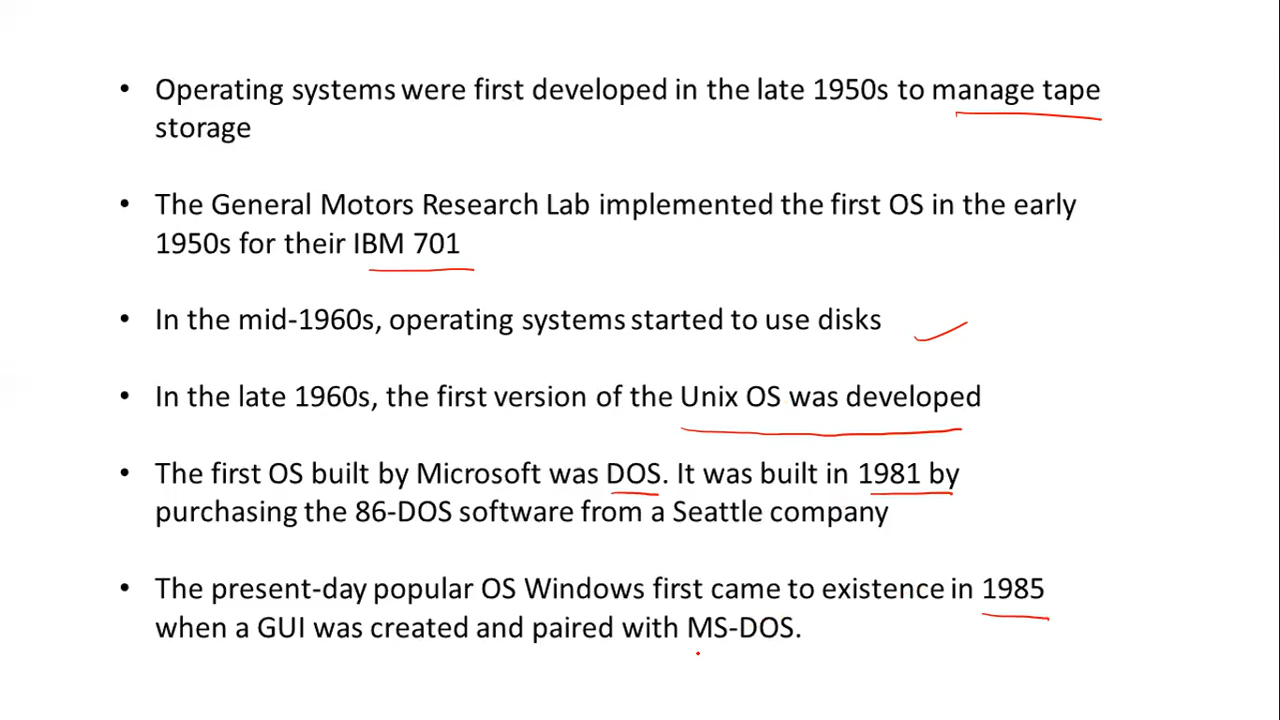 • Operating systems were first developed in the late 1950s to manage tape
storage
• The General Motors Research Lab implemented the first OS in the early
1950s for their IBM 701
• In the mid-1960s, operating systems started to use disks
• In the late 1960s, the first version of the Unix OS was developed
• The first OS built by Microsoft was DOS. It was built in 1981 by
purchasing the 86-DOS software from a Seattle company
• The present-day popular OS Windows first came to existence in 1985
when a GUI was created and paired with MS-DOS.